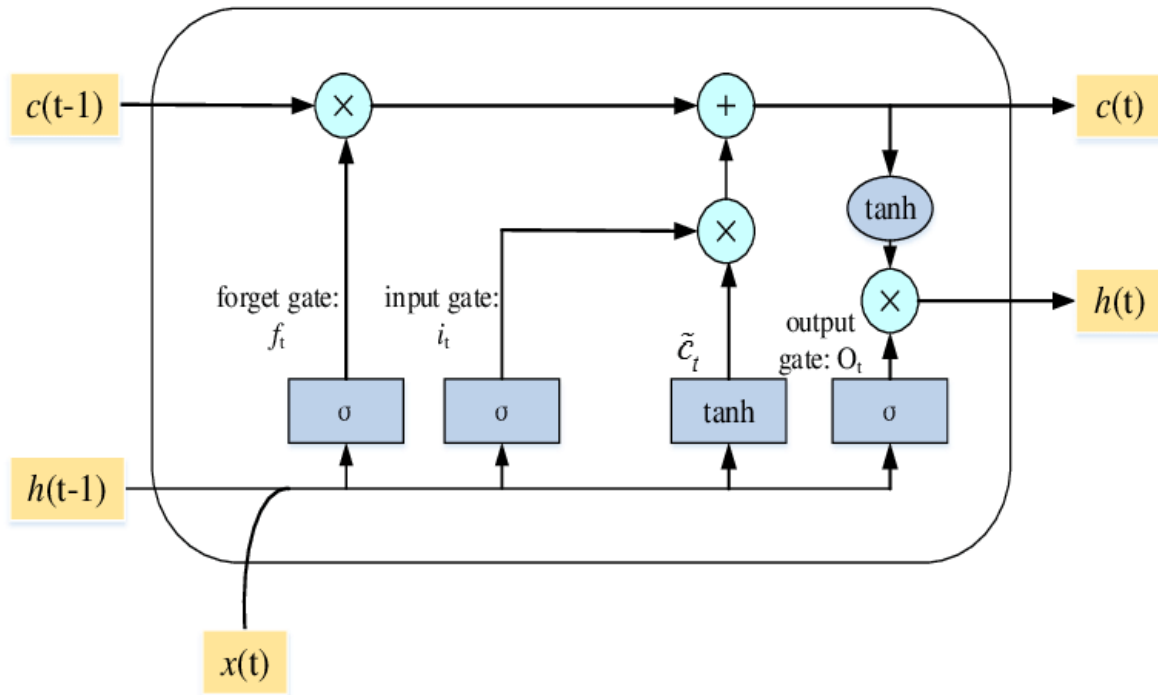 c(t-1)
×
+
c(t)
tanh
×
forget gate:
f_t
input gate:
i_t
×
h(t)
output
gate: O_t
c̃_t
σ
σ
tanh
σ
h(t-1)
x(t)